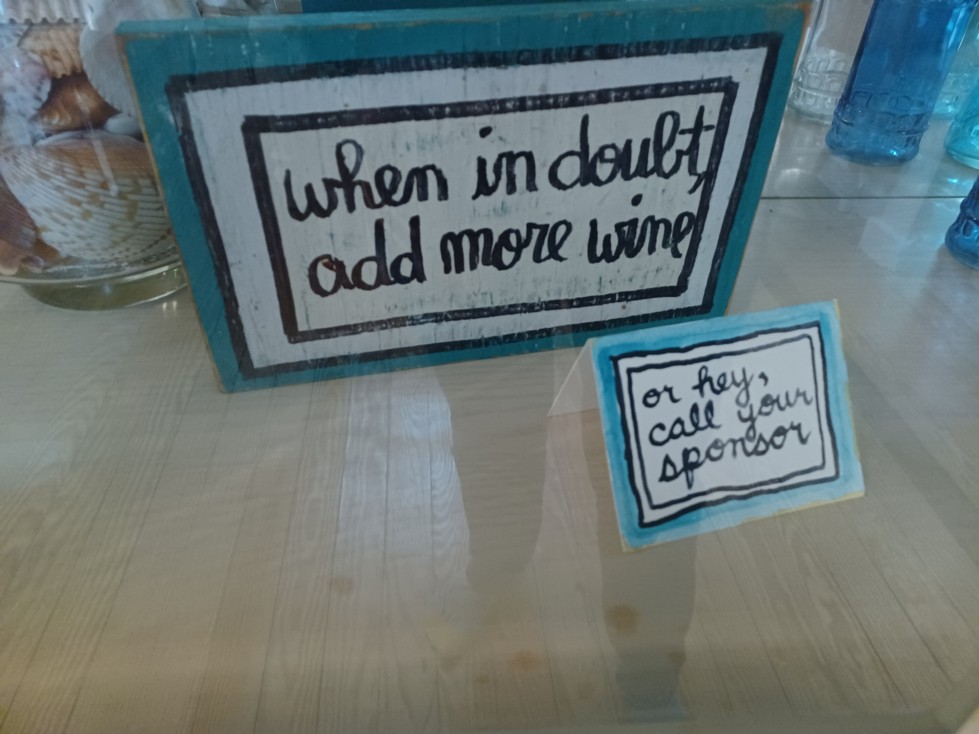 when in doubt,
add more wine
or hey,
call your
sponsor